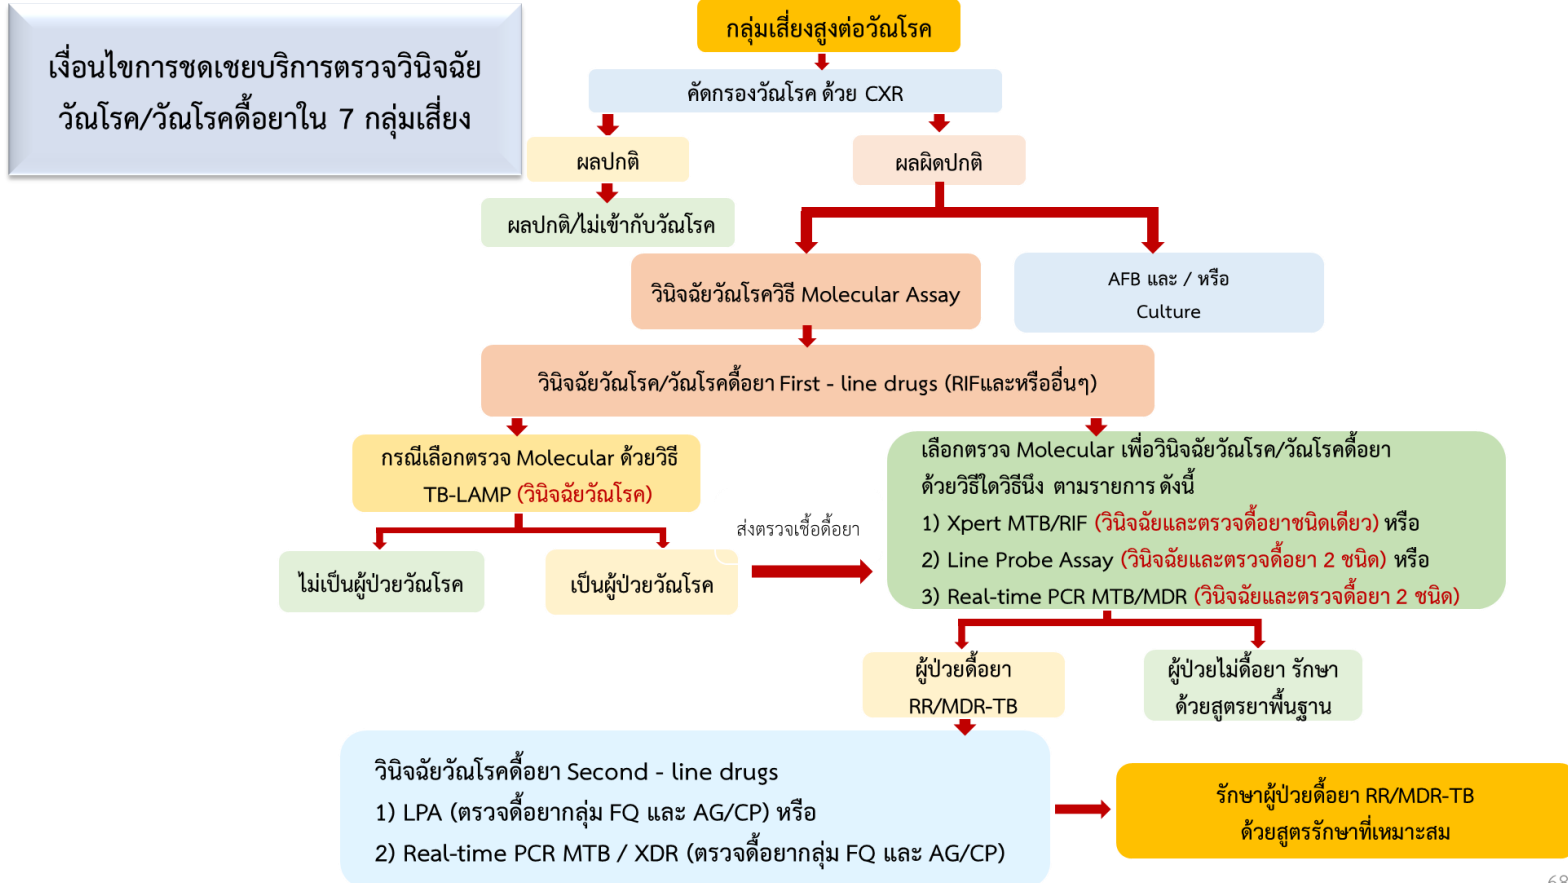 เงื่อนไขการชดเชยบริการตรวจวินิจฉัย
วัณโรค/วัณโรคดื้อยาใน 7 กลุ่มเสี่ยง
กลุ่มเสี่ยงสูงต่อวัณโรค
คัดกรองวัณโรค ด้วย CXR
ผลปกติ
ผลผิดปกติ
ผลปกติ/ไม่เข้ากับวัณโรค
วินิจฉัยวัณโรควิธี Molecular Assay
AFB และ / หรือ
Culture
วินิจฉัยวัณโรค/วัณโรคดื้อยา First - line drugs (RIFและหรืออื่นๆ)
กรณีเลือกตรวจ Molecular ด้วยวิธี
TB-LAMP (วินิจฉัยวัณโรค)
ไม่เป็นผู้ป่วยวัณโรค
เป็นผู้ป่วยวัณโรค
ส่งตรวจเชื้อดื้อยา
เลือกตรวจ Molecular เพื่อวินิจฉัยวัณโรค/วัณโรคดื้อยา
ด้วยวิธีใดวิธีนึง ตามรายการ ดังนี้
1) Xpert MTB/RIF (วินิจฉัยและตรวจดื้อยาชนิดเดียว) หรือ
2) Line Probe Assay (วินิจฉัยและตรวจดื้อยา 2 ชนิด) หรือ
3) Real-time PCR MTB/MDR (วินิจฉัยและตรวจดื้อยา 2 ชนิด)
ผู้ป่วยดื้อยา
RR/MDR-TB
ผู้ป่วยไม่ดื้อยา รักษา
ด้วยสูตรยาพื้นฐาน
วินิจฉัยวัณโรคดื้อยา Second - line drugs
1) LPA (ตรวจดื้อยากลุ่ม FQ และ AG/CP) หรือ
2) Real-time PCR MTB / XDR (ตรวจดื้อยากลุ่ม FQ และ AG/CP)
รักษาผู้ป่วยดื้อยา RR/MDR-TB
ด้วยสูตรรักษาที่เหมาะสม
68